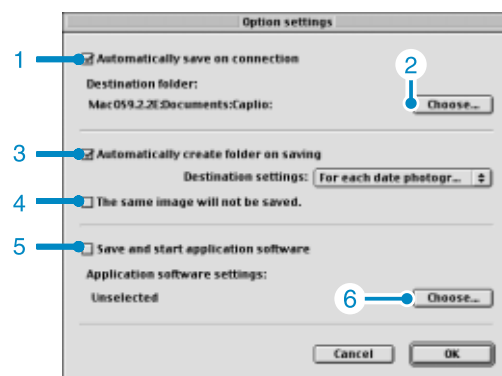 Option settings
1 Automatically save on connection
2
Destination folder:
MacOS9.2.2E:Documents:Caplio: Choose...
3 Automatically create folder on saving
Destination settings: For each date photogr... 
4 The same image will not be saved.
5 Save and start application software
Application software settings:
Unselected 6 Choose...
Cancel OK